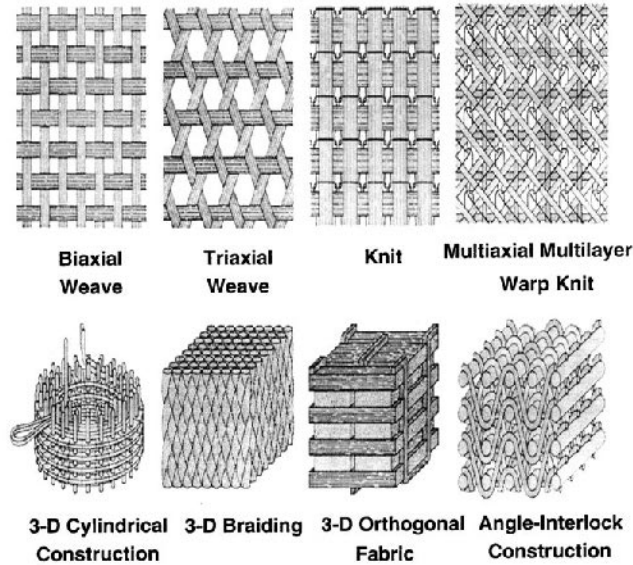 Biaxial
Weave
Triaxial
Weave
Knit
Multiaxial Multilayer
Warp Knit
3-D Cylindrical
Construction
3-D Braiding
3-D Orthogonal
Fabric
Angle-Interlock
Construction